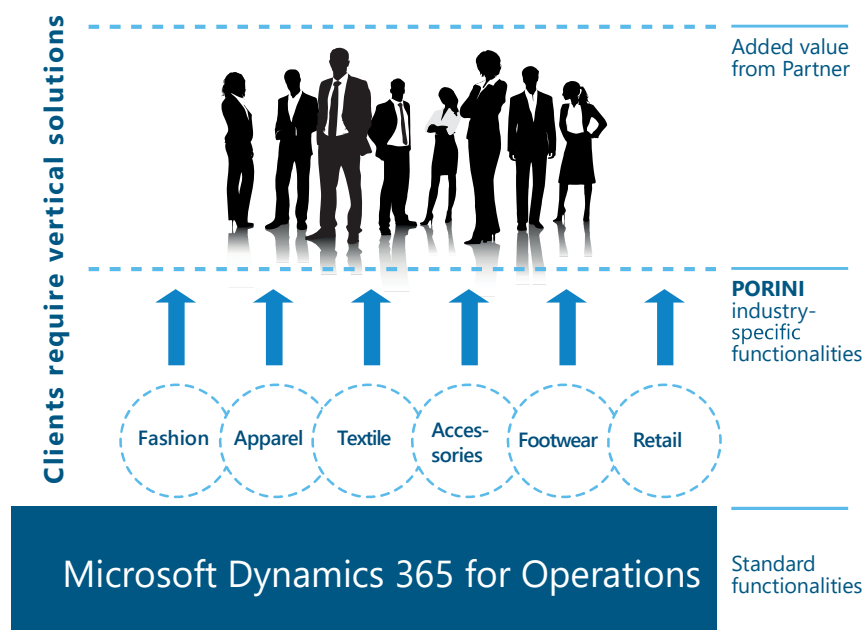 Clients require vertical solutions
Added value
from Partner
PORINI
industry-
specific
functionalities
Fashion
Apparel
Textile
Acces-
sories
Footwear
Retail
Microsoft Dynamics 365 for Operations
Standard
functionalities